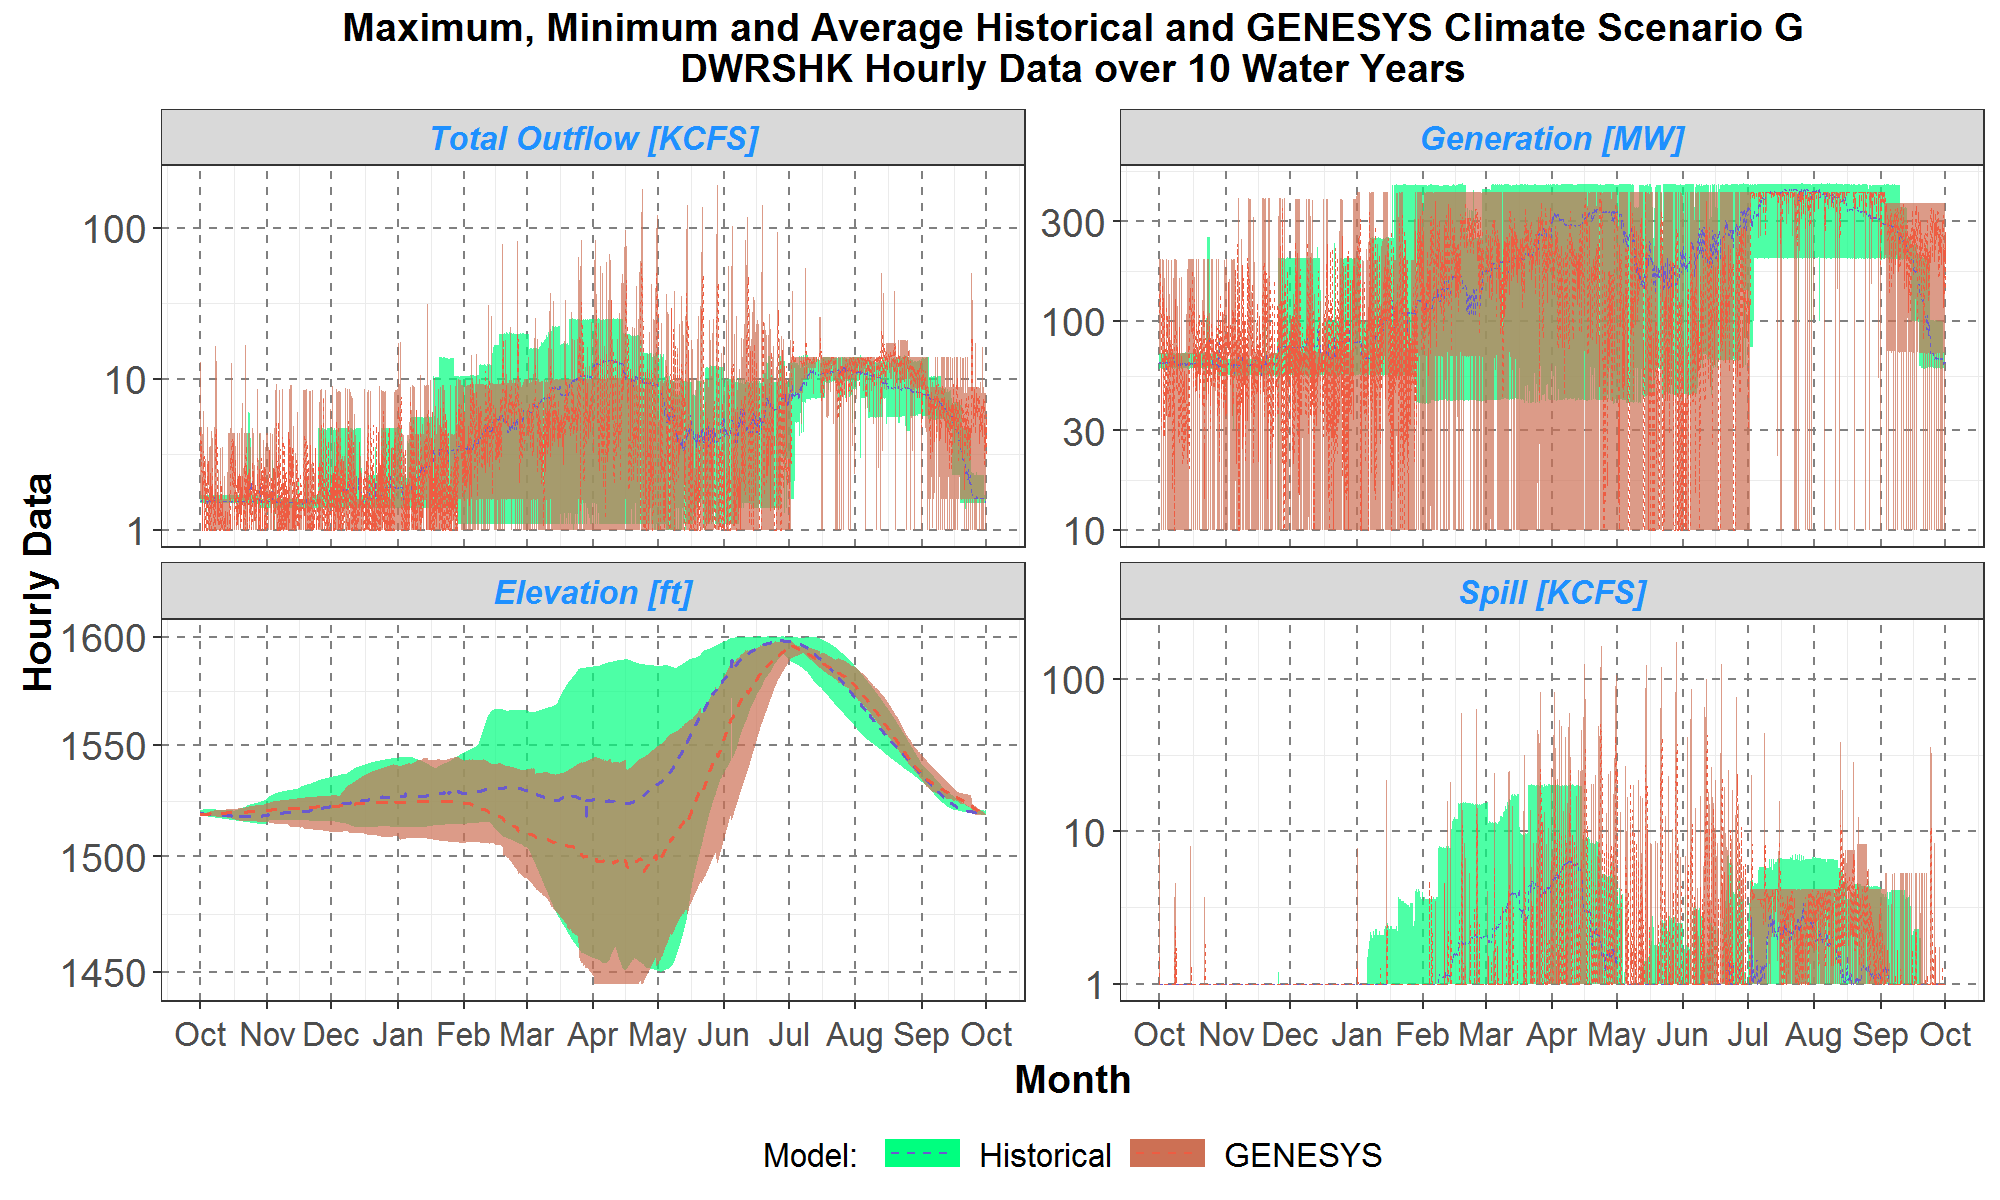 Maximum, Minimum and Average Historical and GENESYS Climate Scenario G
DWRSHK Hourly Data over 10 Water Years
Total Outflow [KCFS]
Generation [MW]
100
10
1
300
100
30
10
Elevation [ft]
Spill [KCFS]
1600
1550
1500
1450
100
10
1
Hourly Data
Oct Nov Dec Jan Feb Mar Apr May Jun Jul Aug Sep Oct
Oct Nov Dec Jan Feb Mar Apr May Jun Jul Aug Sep Oct
Month
Model: Historical GENESYS